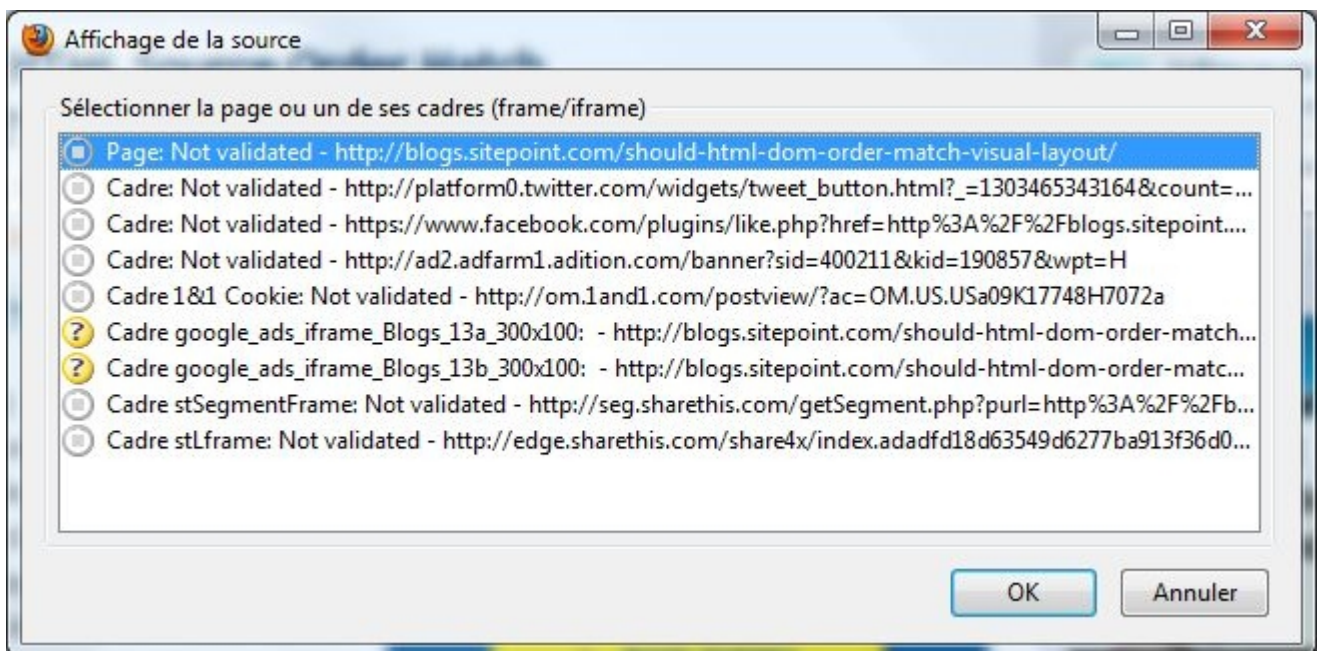 Affichage de la source
Sélectionner la page ou un de ses cadres (frame/iframe)
Page: Not validated - http://blogs.sitepoint.com/should-html-dom-order-match-visual-layout/
Cadre: Not validated - http://platform0.twitter.com/widgets/tweet_button.html?_=1303465343164&count=...
Cadre: Not validated - https://www.facebook.com/plugins/like.php?href=http%3A%2F%2Fblogs.sitepoint....
Cadre: Not validated - http://ad2.adfarm1.adition.com/banner?sid=400211&kid=190857&wpt=H
Cadre 1&1 Cookie: Not validated - http://om.1and1.com/postview/?ac=OM.US.USa09K17748H7072a
Cadre google_ads_iframe_Blogs_13a_300x100:  - http://blogs.sitepoint.com/should-html-dom-order-match...
Cadre google_ads_iframe_Blogs_13b_300x100:  - http://blogs.sitepoint.com/should-html-dom-order-matc...
Cadre stSegmentFrame: Not validated - http://seg.sharethis.com/getSegment.php?purl=http%3A%2F%2Fb...
Cadre stLframe: Not validated - http://edge.sharethis.com/share4x/index.adadfd18d63549d6277ba913f36d0...
OK
Annuler